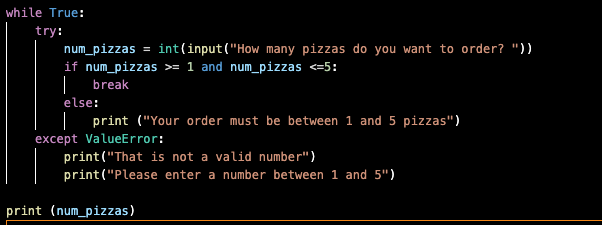 while True:
    try:
        num_pizzas = int(input("How many pizzas do you want to order? "))
        if num_pizzas >= 1 and num_pizzas <=5:
            break
        else:
            print ("Your order must be between 1 and 5 pizzas")
    except ValueError:
        print("That is not a valid number")
        print("Please enter a number between 1 and 5")

print (num_pizzas)